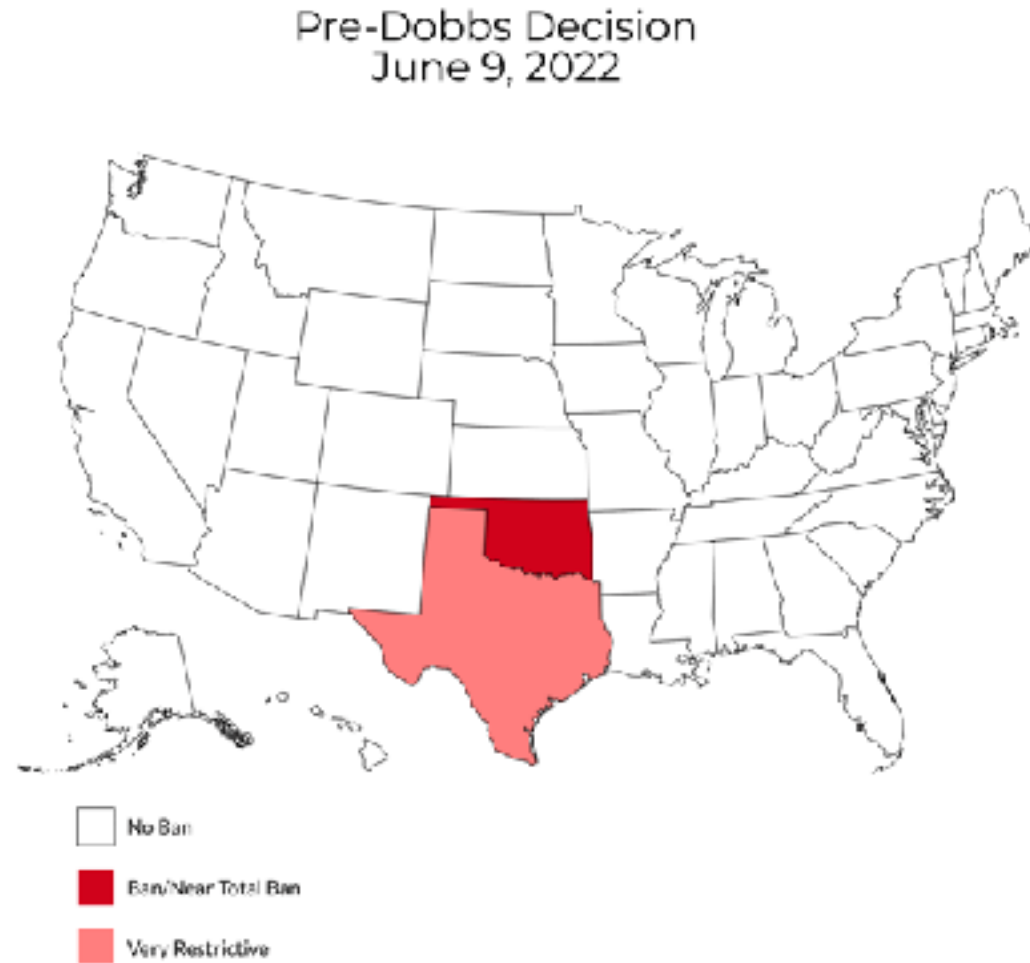 Pre-Dobbs Decision
June 9, 2022
No Ban
Ban/Near Total Ban
Very Restrictive